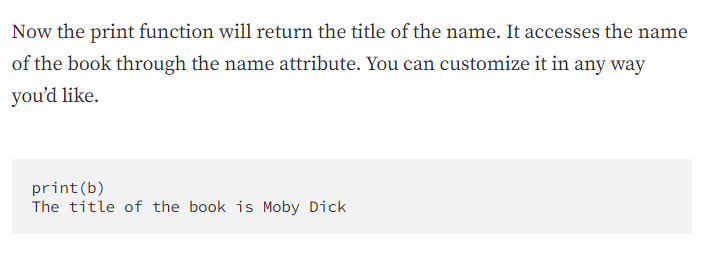 Now the print function will return the title of the name. It accesses the name
of the book through the name attribute. You can customize it in any way
you’d like.
print(b)
The title of the book is Moby Dick